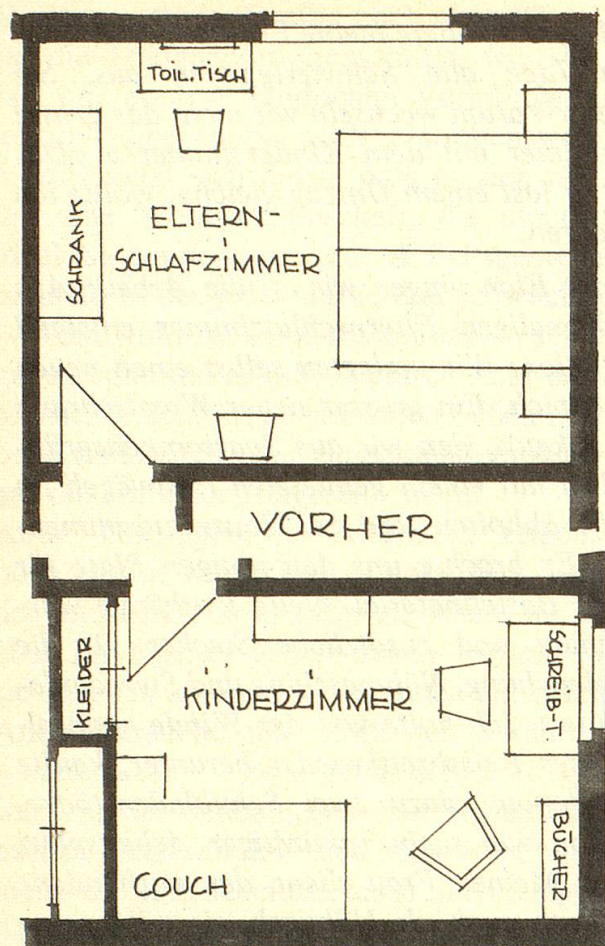 TOIL.TISCH
SCHRANK
ELTERN-
SCHLAFZIMMER
VORHER
KLEIDER
KINDERZIMMER
SCHREIB-T.
COUCH
BÜCHER